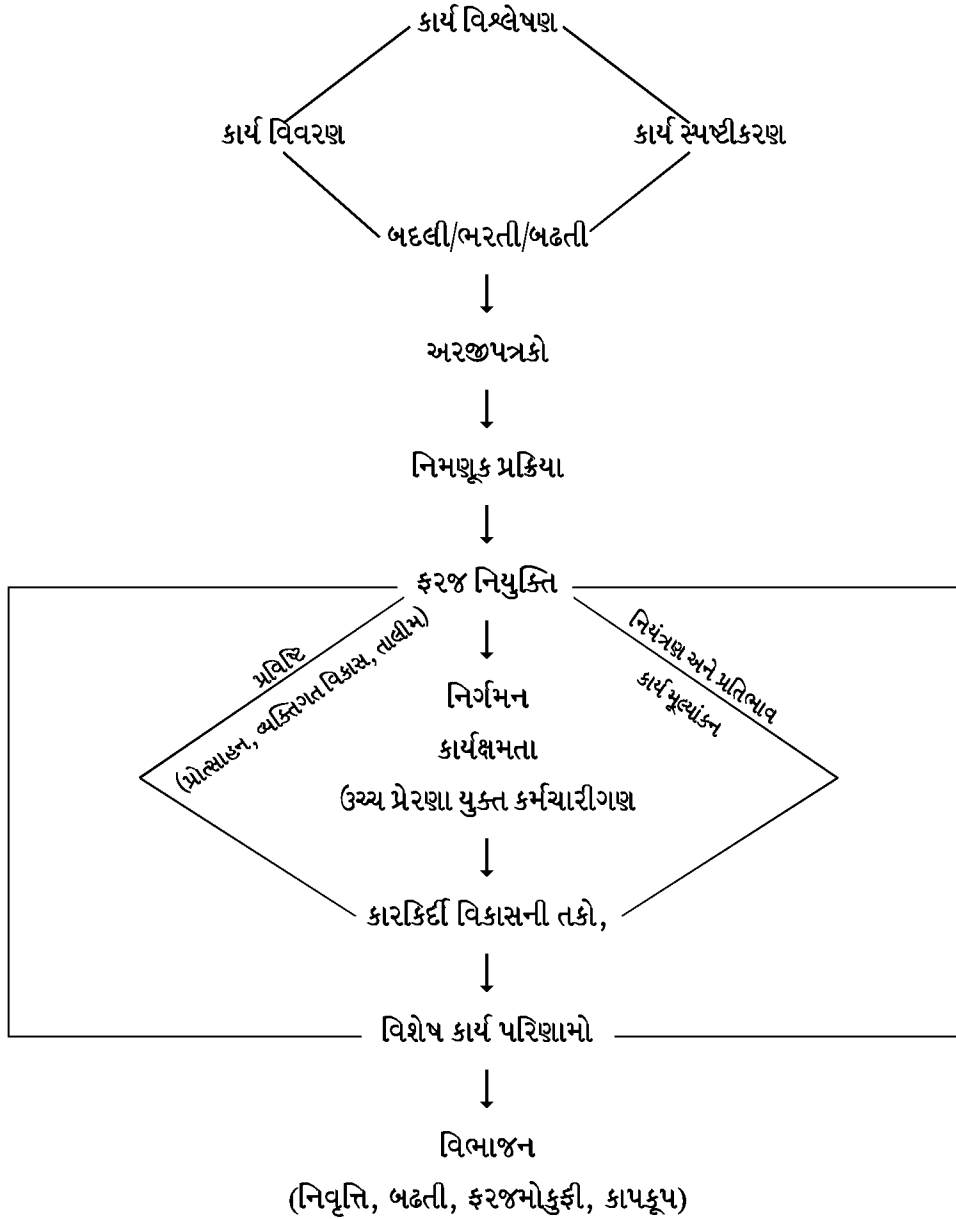 કાર્ય વિશ્લેષણ
કાર્ય વિવરણ
કાર્ય સ્પષ્ટીકરણ
બદલી/ભરતી/બઢતી
અરજીપત્રકો
નિમણૂક પ્રક્રિયા
ફરજ નિયુક્તિ
પ્રવિષ્ટિ
(પ્રોત્સાહન, વ્યક્તિગત વિકાસ, તાલીમ)
નિયંત્રણ અને પ્રતિભાવ
કાર્ય મૂલ્યાંકન
નિર્ગમન
કાર્યક્ષમતા
ઉચ્ચ પ્રેરણા યુક્ત કર્મચારીગણ
કારકિર્દી વિકાસની તકો,
વિશેષ કાર્ય પરિણામો
વિભાજન
(નિવૃત્તિ, બઢતી, ફરજમોકુફી, કાપકૂપ)